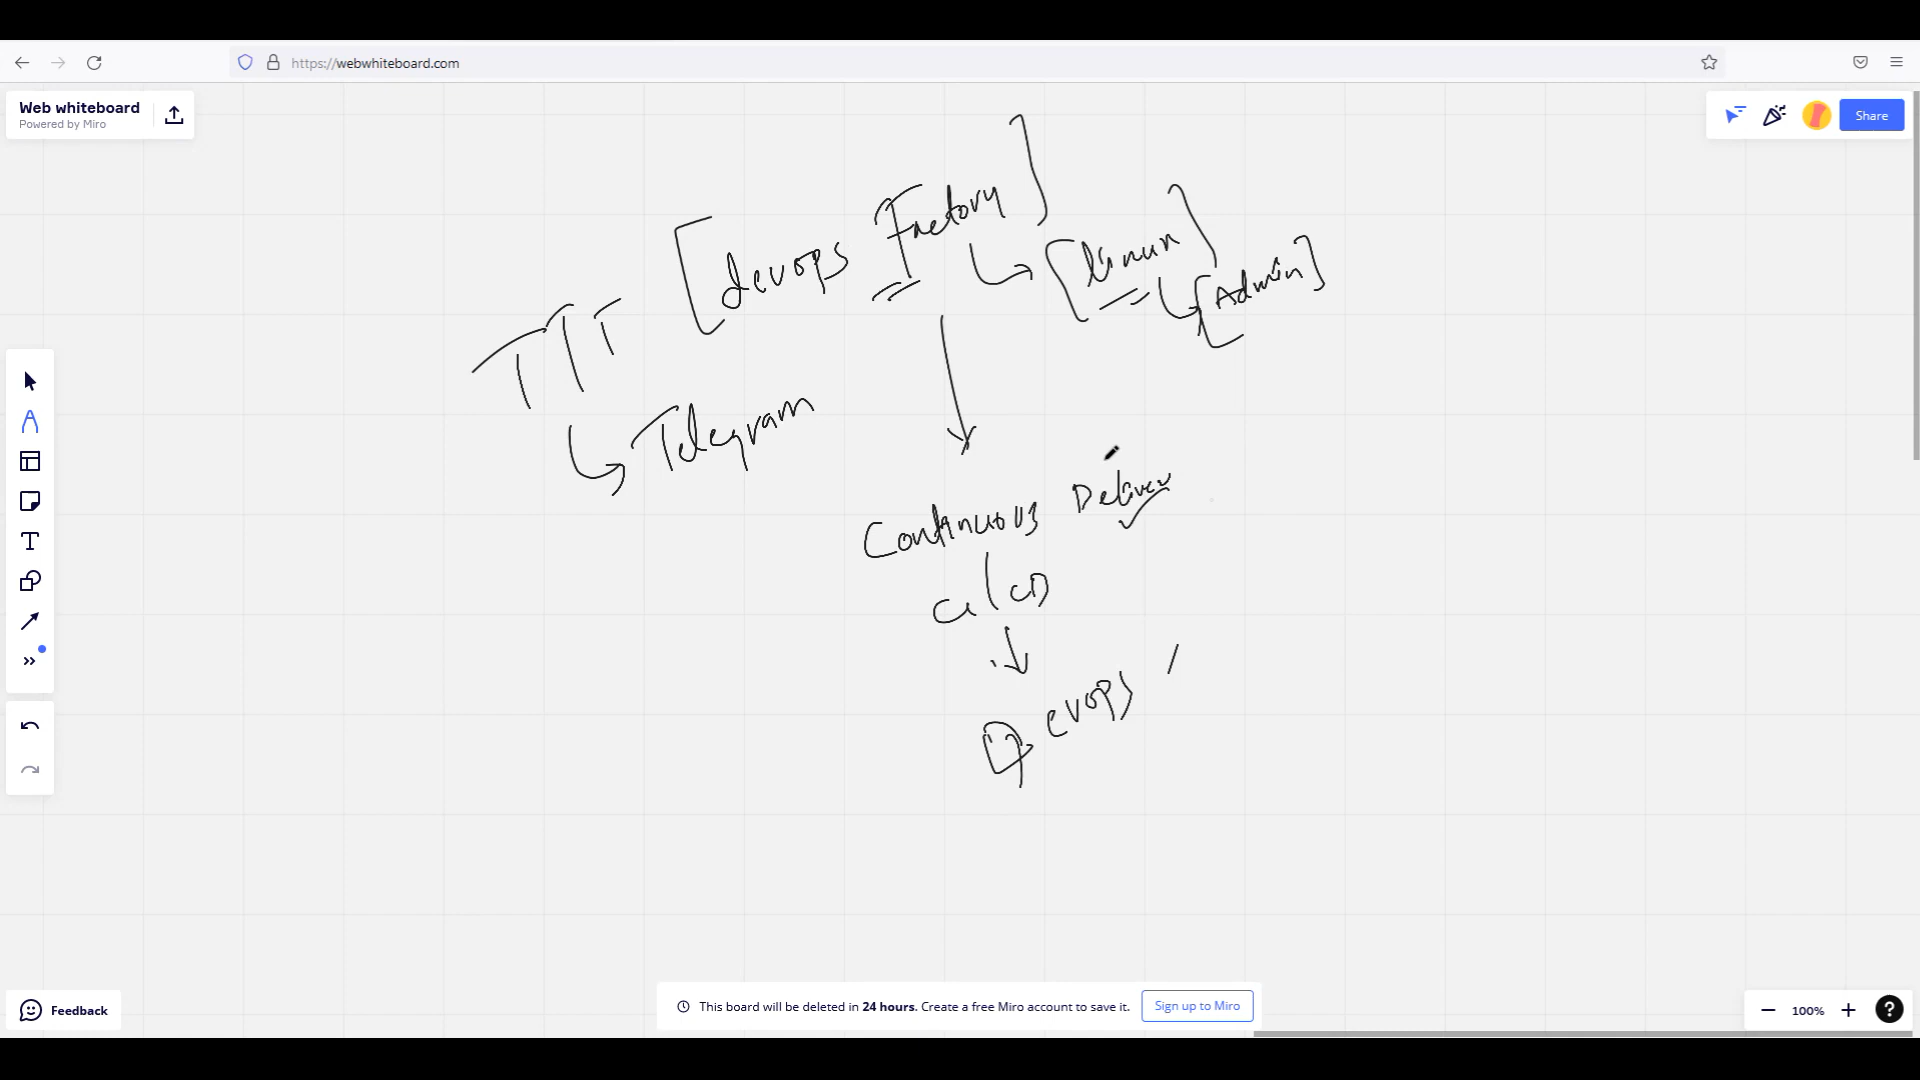 https://webwhiteboard.com
Web whiteboard
Powered by Miro
Share
[devops Factory]
[Linux]
[Admin]
TTT
Telegram
Continuous Deliver
CI/CD
Devops
T
This board will be deleted in 24 hours. Create a free Miro account to save it.
Sign up to Miro
Feedback
100%
?